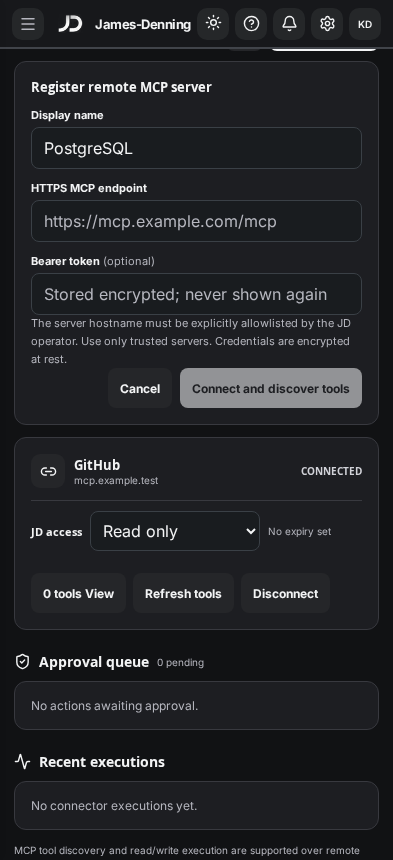 JD James-Denning KD
Register remote MCP server
Display name
PostgreSQL
HTTPS MCP endpoint
https://mcp.example.com/mcp
Bearer token (optional)
Stored encrypted; never shown again
The server hostname must be explicitly allowlisted by the JD
operator. Use only trusted servers. Credentials are encrypted
at rest.
Cancel Connect and discover tools
GitHub CONNECTED
mcp.example.test
JD access Read only No expiry set
0 tools View Refresh tools Disconnect
Approval queue 0 pending
No actions awaiting approval.
Recent executions
No connector executions yet.
MCP tool discovery and read/write execution are supported over remote